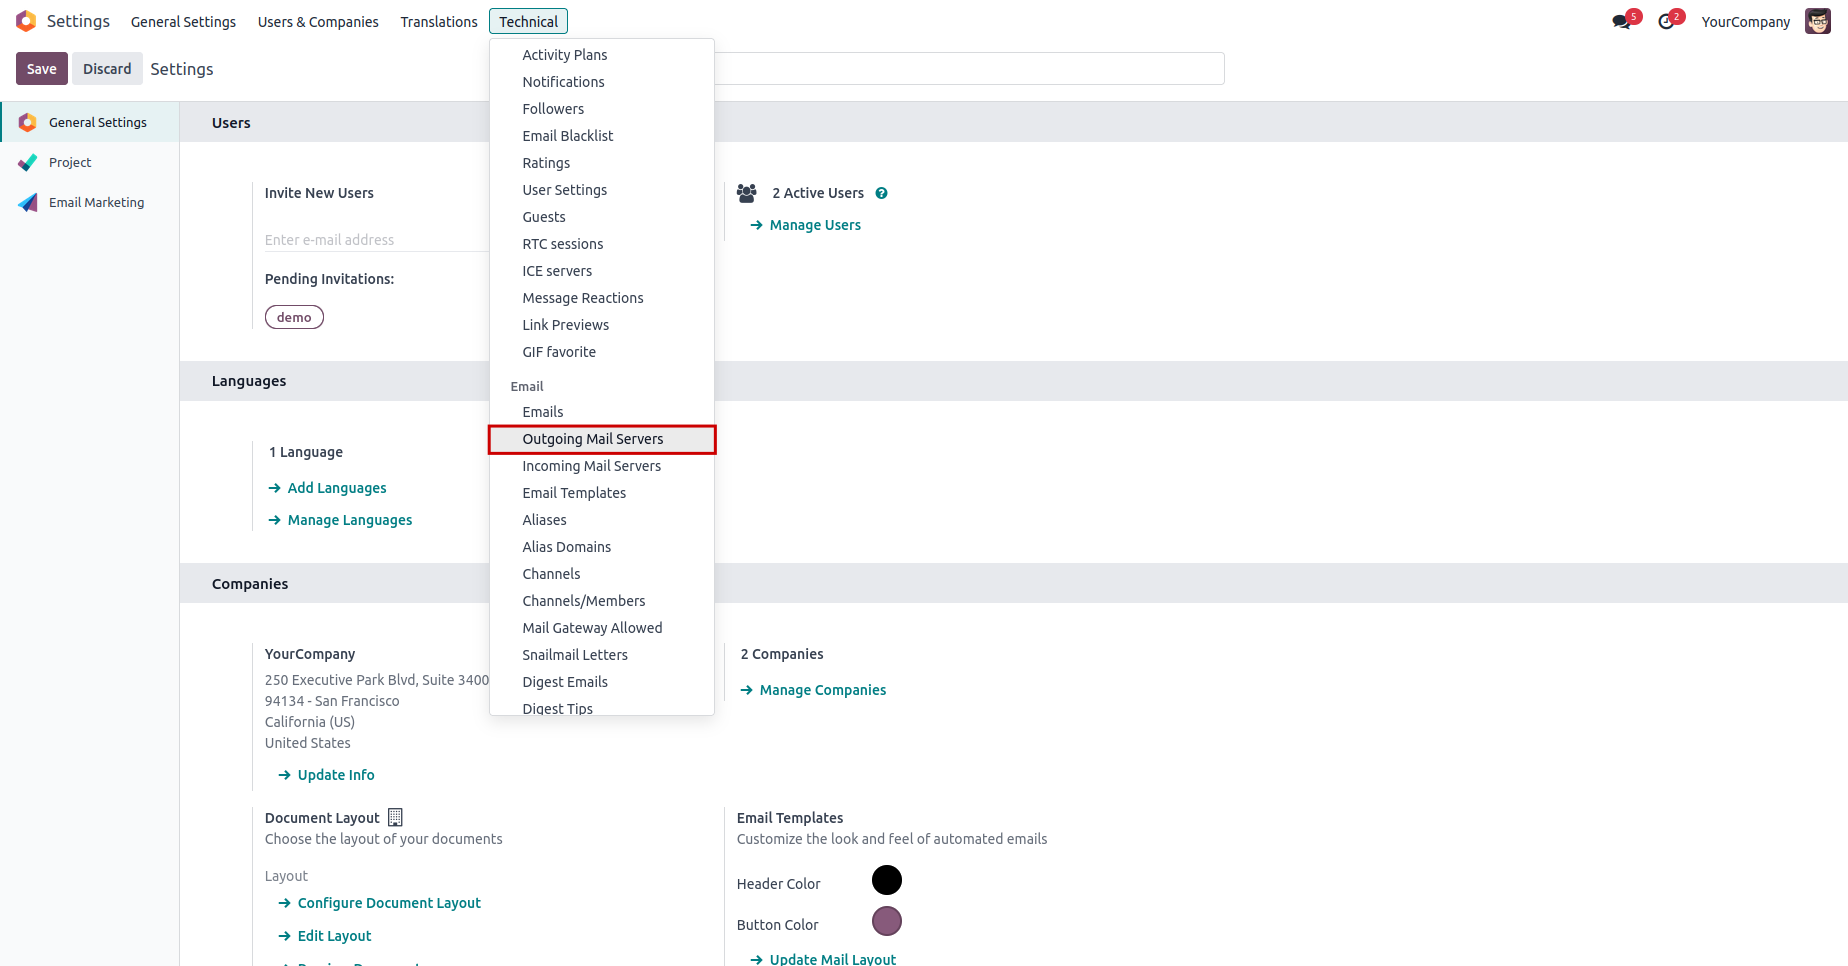 Settings General Settings Users & Companies Translations Technical 5 2 YourCompany
Save Discard Settings
General Settings
Project
Email Marketing
Activity Plans
Notifications
Followers
Email Blacklist
Ratings
User Settings
Guests
RTC sessions
ICE servers
Message Reactions
Link Previews
GIF favorite
Email
Emails
Outgoing Mail Servers
Incoming Mail Servers
Email Templates
Aliases
Alias Domains
Channels
Channels/Members
Mail Gateway Allowed
Snailmail Letters
Digest Emails
Digest Tips
Users
Invite New Users
Enter e-mail address
Pending Invitations:
demo
2 Active Users ?
Manage Users
Languages
1 Language
Add Languages
Manage Languages
Companies
YourCompany
250 Executive Park Blvd, Suite 3400
94134 - San Francisco
California (US)
United States
Update Info
2 Companies
Manage Companies
Document Layout
Choose the layout of your documents
Layout
Configure Document Layout
Edit Layout
Email Templates
Customize the look and feel of automated emails
Header Color
Button Color
Update Mail Layout